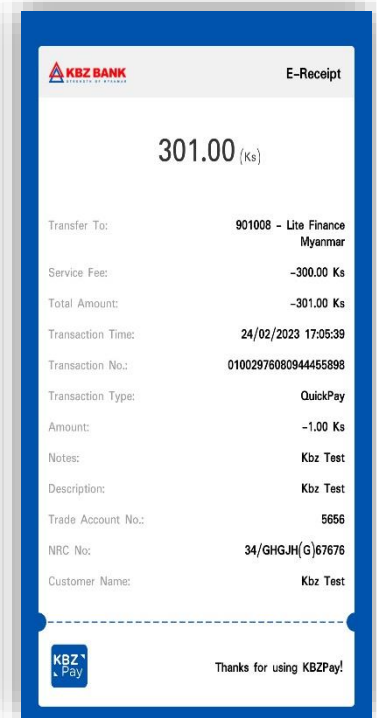 KBZ BANK
STRENGTH OF MYANMAR
E-Receipt
301.00 (Ks)
Transfer To: 901008 - Lite Finance
Myanmar
Service Fee: -300.00 Ks
Total Amount: -301.00 Ks
Transaction Time: 24/02/2023 17:05:39
Transaction No.: 01002976080944455898
Transaction Type: QuickPay
Amount: -1.00 Ks
Notes: Kbz Test
Description: Kbz Test
Trade Account No.: 5656
NRC No: 34/GHGJH(G)67676
Customer Name: Kbz Test
KBZ
Pay
Thanks for using KBZPay!